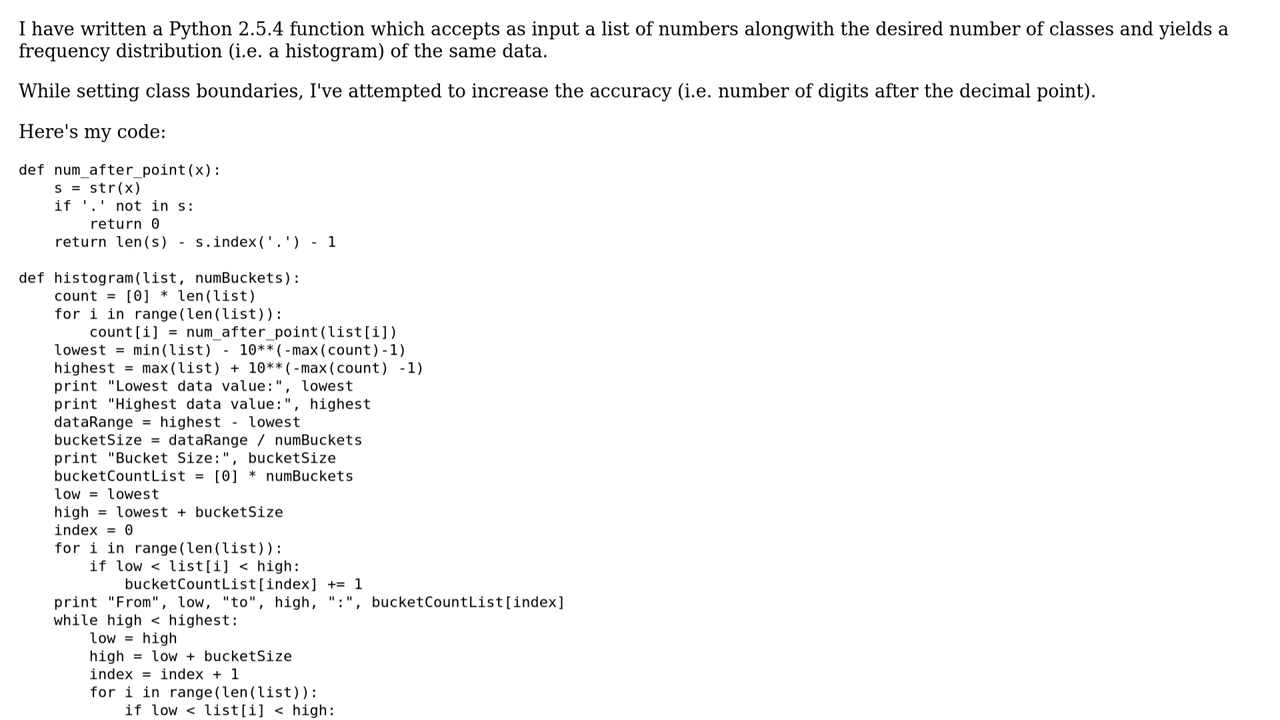 I have written a Python 2.5.4 function which accepts as input a list of numbers alongwith the desired number of classes and yields a
frequency distribution (i.e. a histogram) of the same data.
While setting class boundaries, I've attempted to increase the accuracy (i.e. number of digits after the decimal point).
Here's my code:
def num_after_point(x):
    s = str(x)
    if '.' not in s:
        return 0
    return len(s) - s.index('.') - 1

def histogram(list, numBuckets):
    count = [0] * len(list)
    for i in range(len(list)):
        count[i] = num_after_point(list[i])
    lowest = min(list) - 10**(-max(count)-1)
    highest = max(list) + 10**(-max(count) -1)
    print "Lowest data value:", lowest
    print "Highest data value:", highest
    dataRange = highest - lowest
    bucketSize = dataRange / numBuckets
    print "Bucket Size:", bucketSize
    bucketCountList = [0] * numBuckets
    low = lowest
    high = lowest + bucketSize
    index = 0
    for i in range(len(list)):
        if low < list[i] < high:
            bucketCountList[index] += 1
    print "From", low, "to", high, ":", bucketCountList[index]
    while high < highest:
        low = high
        high = low + bucketSize
        index = index + 1
        for i in range(len(list)):
            if low < list[i] < high: